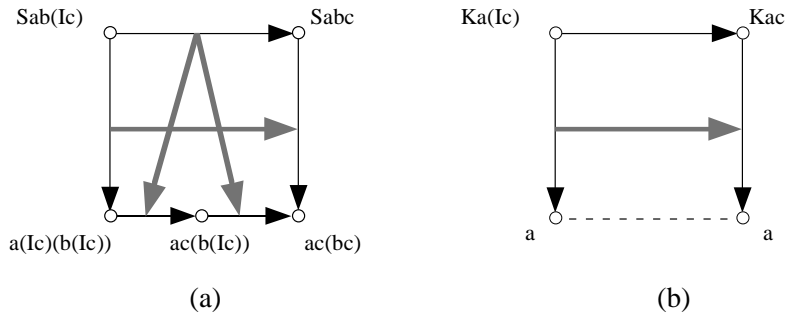 Sab(Ic) Sabc Ka(Ic) Kac
a(Ic)(b(Ic)) ac(b(Ic)) ac(bc) a a
(a) (b)